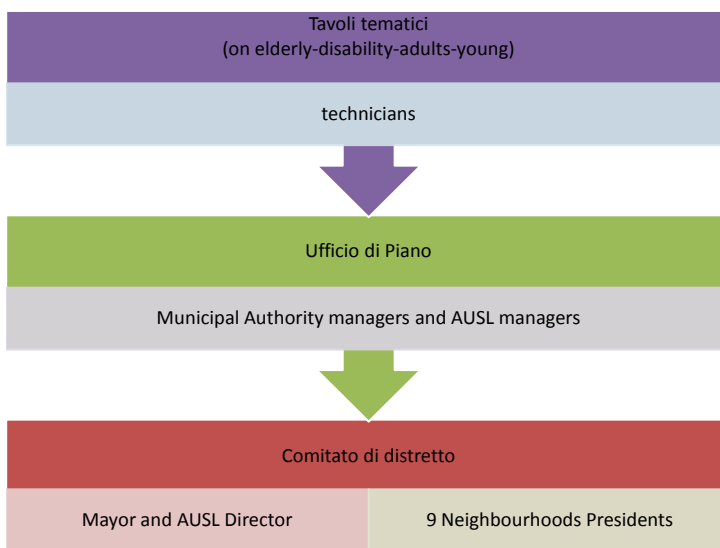 Tavoli tematici
(on elderly-disability-adults-young)
technicians
Ufficio di Piano
Municipal Authority managers and AUSL managers
Comitato di distretto
Mayor and AUSL Director
9 Neighbourhoods Presidents